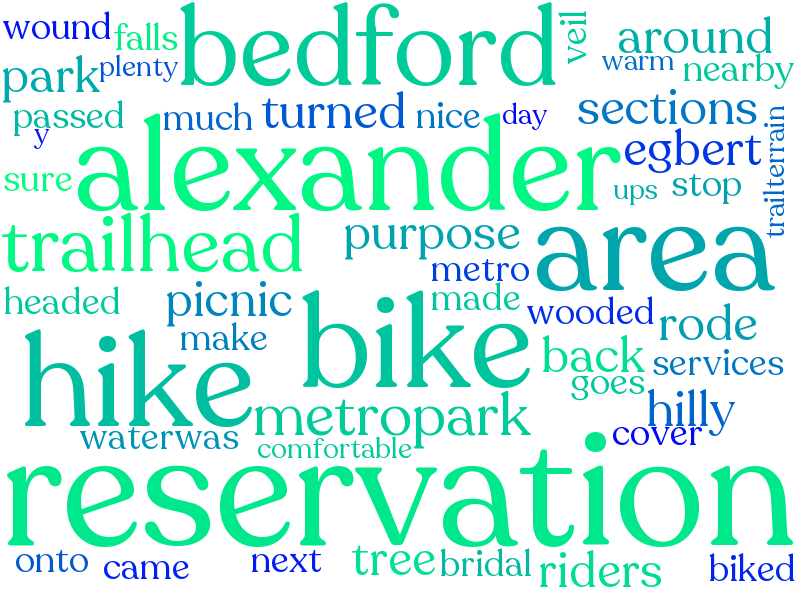 wound
falls
bedford
veil
around
park
plenty
warm
nearby
passed
much
turned
nice
day
sections
y
alexander
egbert
trailterrain
sure
ups
stop
trailhead
purpose
area
metro
headed
picnic
made
wooded
rode
make
bike
hike
back
services
goes
metropark
hilly
waterwas
comfortable
cover
reservation
onto
came
next
tree
bridal
riders
biked